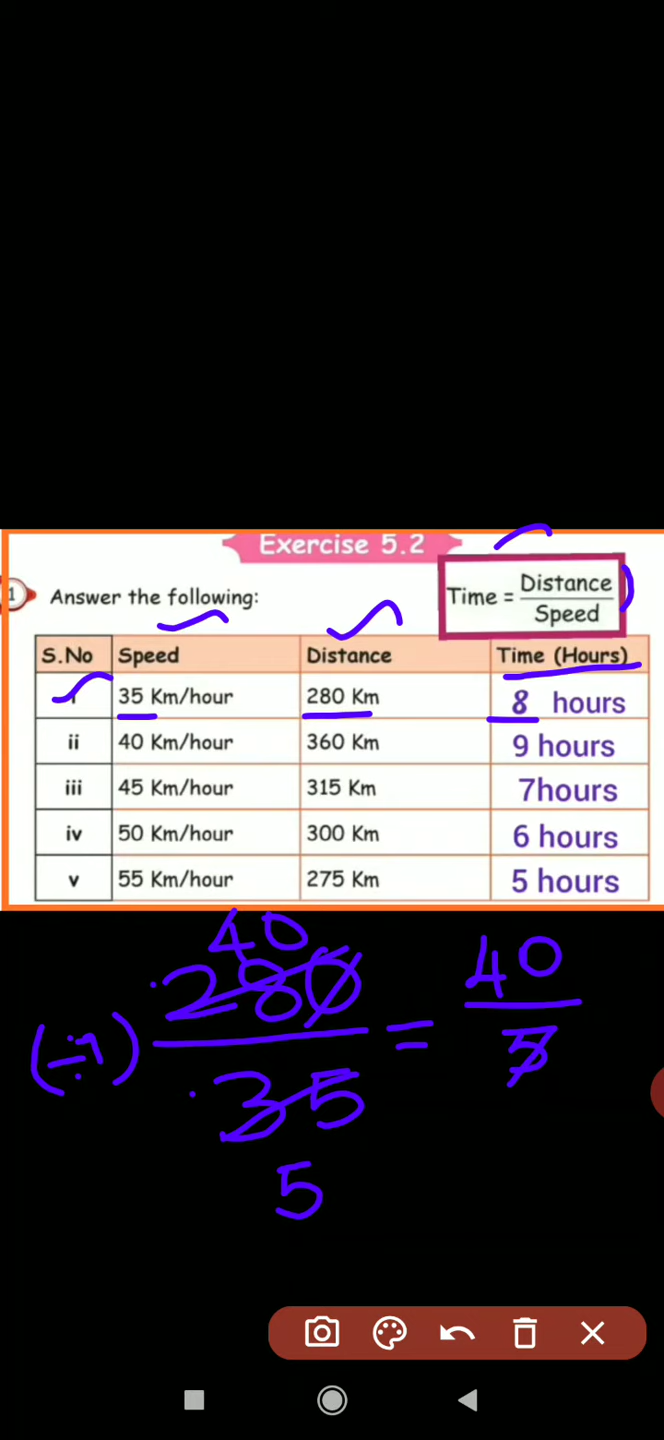 Exercise 5.2
1 Answer the following:
Time = Distance
Speed
S.No Speed Distance Time (Hours)
35 Km/hour 280 Km 8 hours
ii 40 Km/hour 360 Km 9 hours
iii 45 Km/hour 315 Km 7hours
iv 50 Km/hour 300 Km 6 hours
v 55 Km/hour 275 Km 5 hours
40
(÷7) 280 = 40
35 5
5